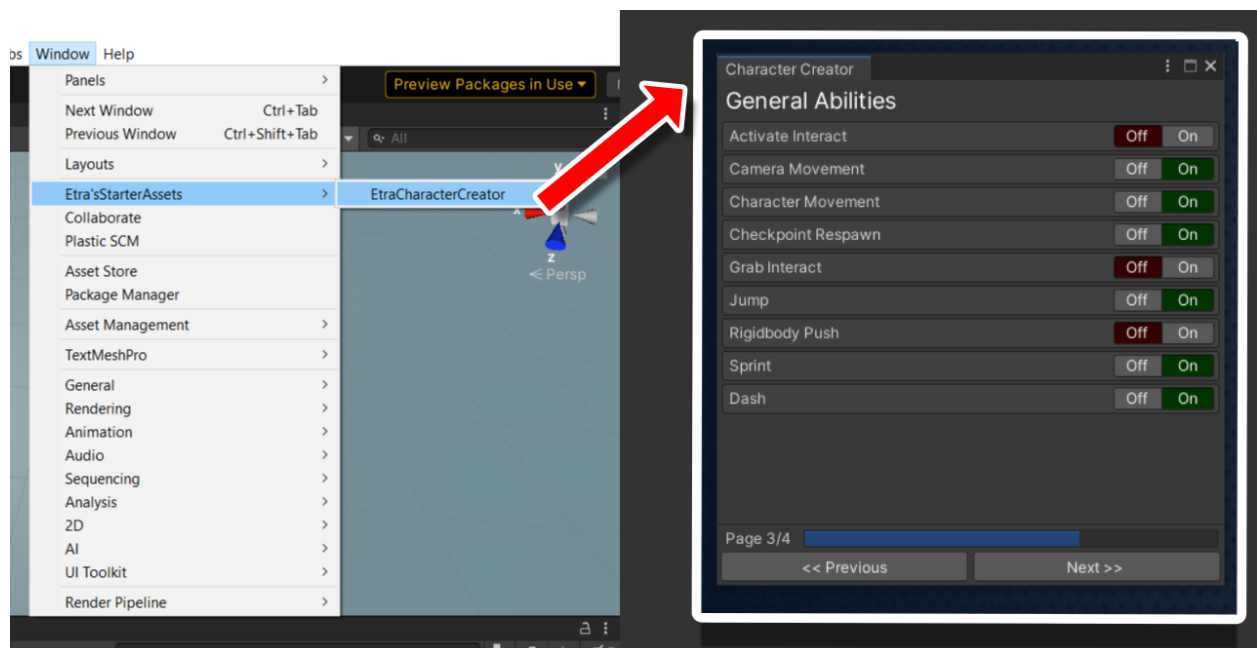 Window Help
Panels
Next Window Ctrl+Tab
Previous Window Ctrl+Shift+Tab
Layouts
Etra'sStarterAssets
Collaborate
Plastic SCM
Asset Store
Package Manager
Asset Management
TextMeshPro
General
Rendering
Animation
Audio
Sequencing
Analysis
2D
AI
UI Toolkit
Render Pipeline
EtraCharacterCreator
Preview Packages in Use
All
y
x
z
< Persp
Character Creator
General Abilities
Activate Interact Off On
Camera Movement Off On
Character Movement Off On
Checkpoint Respawn Off On
Grab Interact Off On
Jump Off On
Rigidbody Push Off On
Sprint Off On
Dash Off On
Page 3/4
<< Previous Next >>